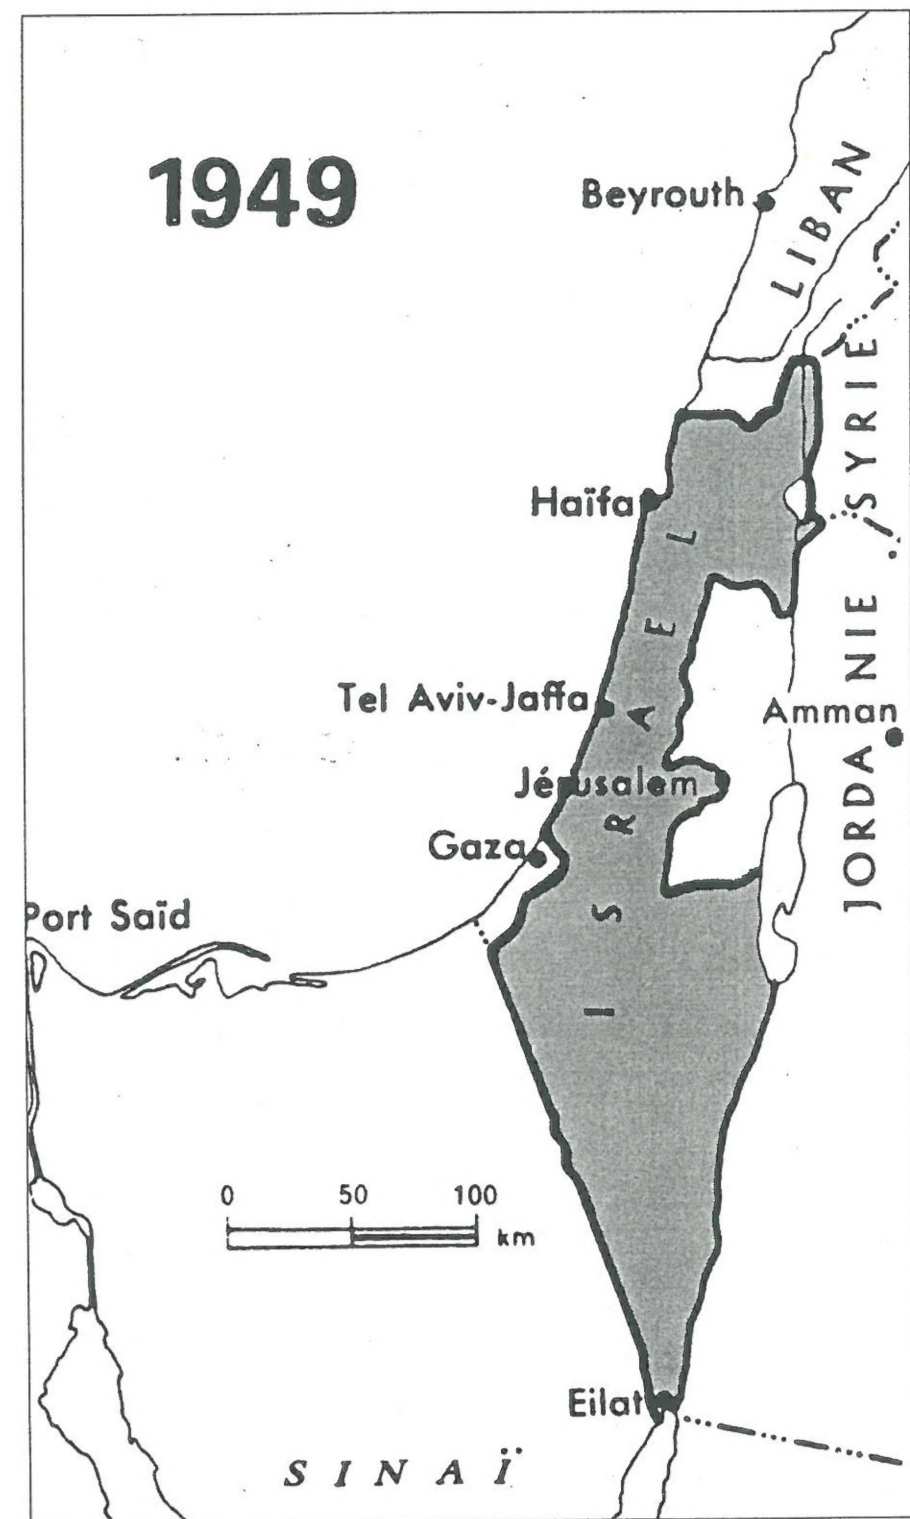 1949
Beyrouth
LIBAN
SYRIE
Haïfa
ISRAEL
JORDANIE
Tel Aviv-Jaffa
Amman
Jérusalem
Gaza
Port Saïd
0 50 100
km
Eilat
SINAÏ